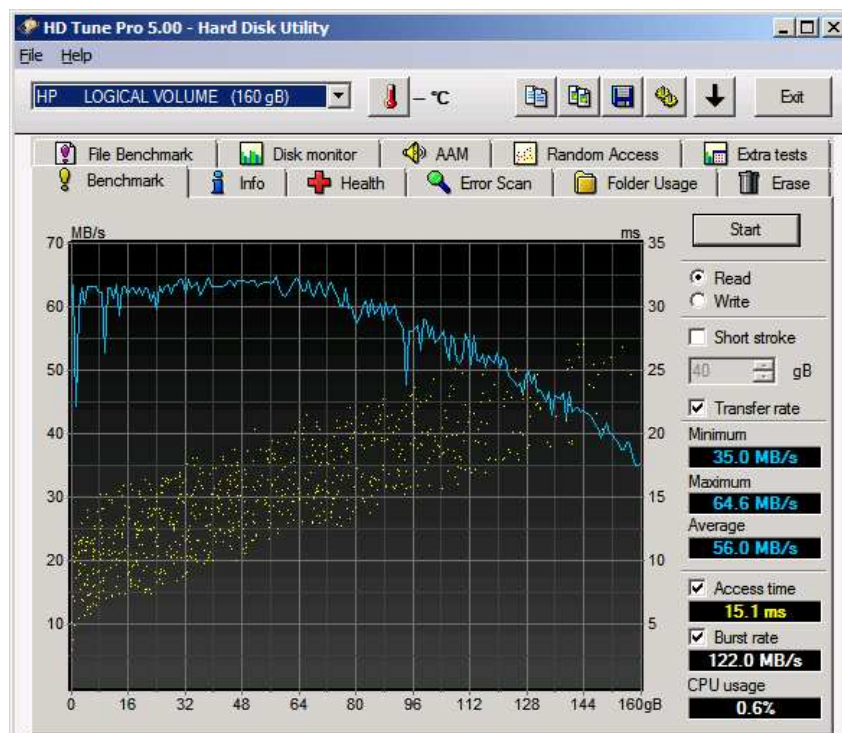 HD Tune Pro 5.00 - Hard Disk Utility
File Help
HP LOGICAL VOLUME (160 gB)
– °C
Exit
File Benchmark Disk monitor AAM Random Access Extra tests
Benchmark Info Health Error Scan Folder Usage Erase
MB/s ms
Start
70 35
Read
60 30
Write
Short stroke
50 25
40 gB
Transfer rate
40 20
Minimum
35.0 MB/s
Maximum
30 15
64.6 MB/s
Average
20 10
56.0 MB/s
Access time
15.1 ms
10 5
Burst rate
122.0 MB/s
CPU usage
0.6%
0 16 32 48 64 80 96 112 128 144 160gB